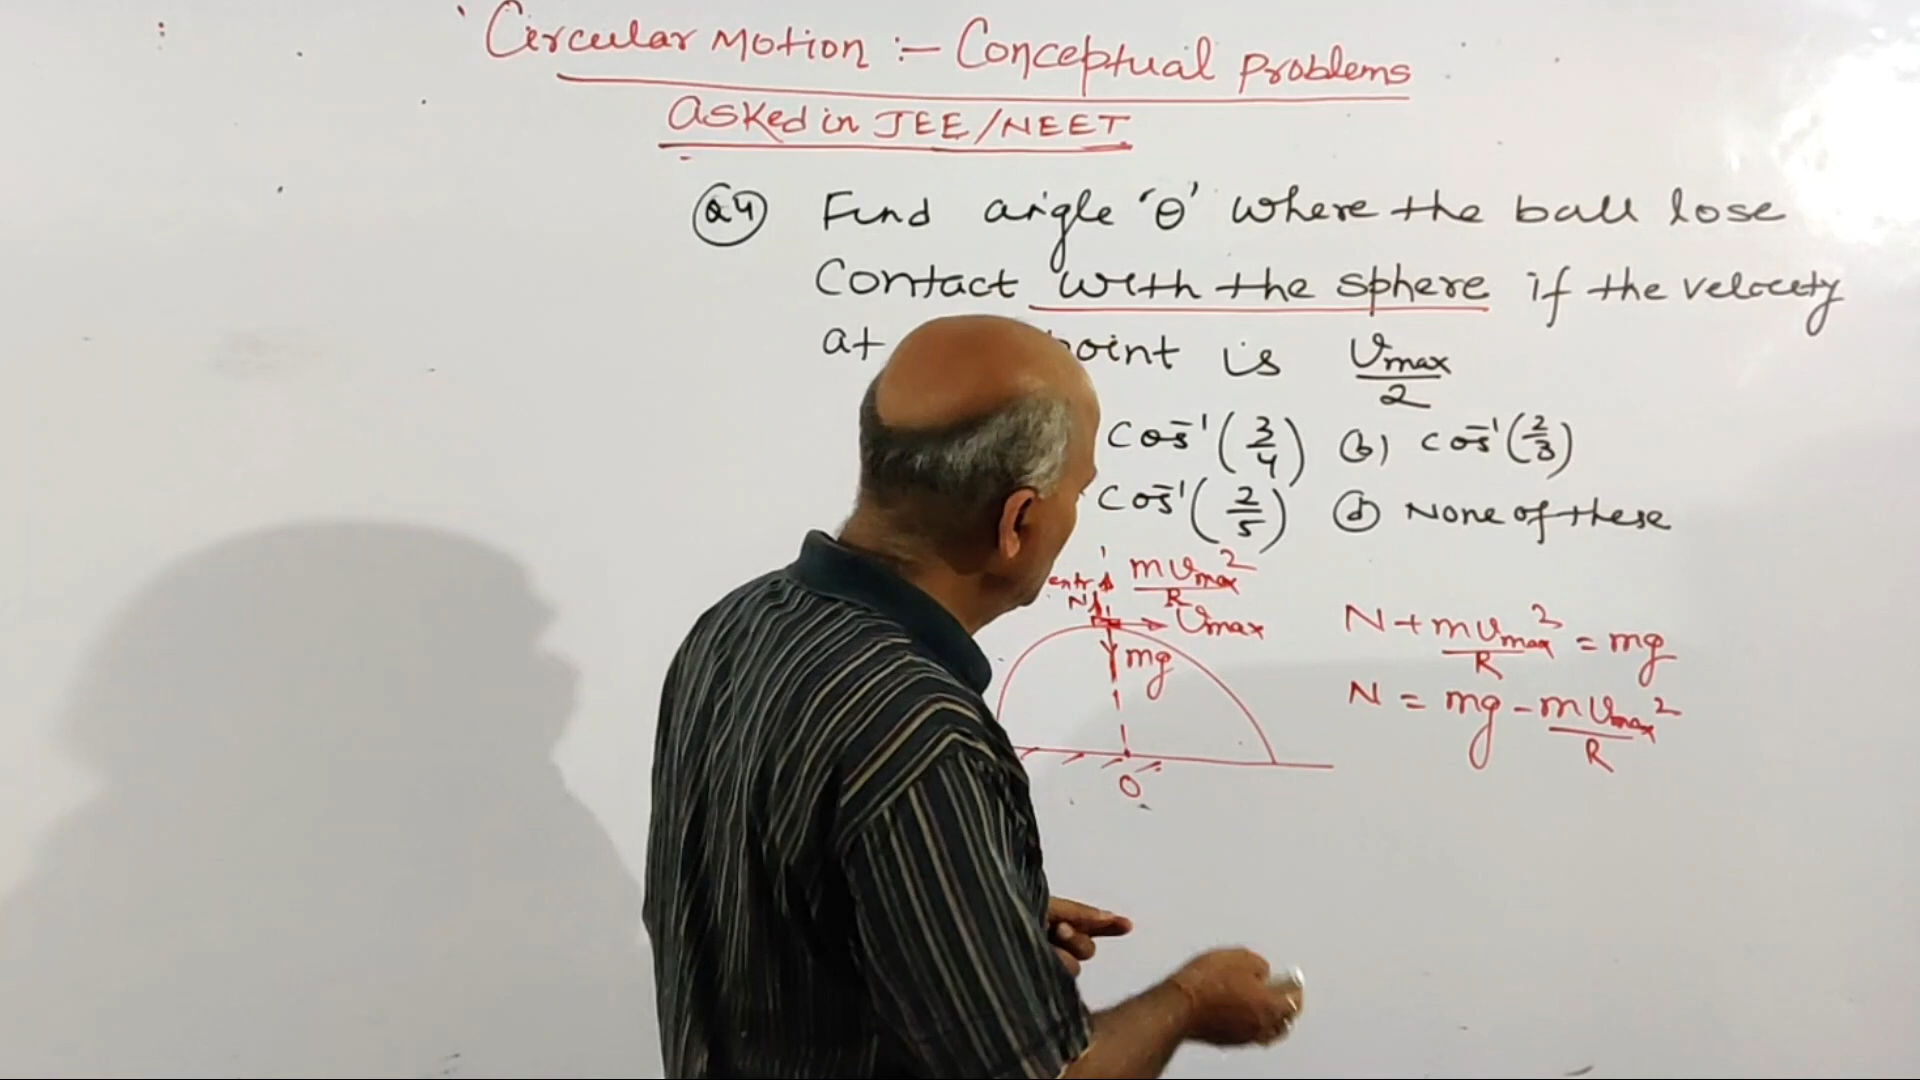 Circular Motion :- Conceptual Problems
asked in JEE/NEET
Q4 Find angle 'θ' where the ball lose
Contact with the sphere if the velocity
at point is Vmax/2
Cos⁻¹(3/4) (b) cos⁻¹(2/3)
Cos⁻¹(2/5) (d) None of these
mVmax²/R
N
Vmax
mg
O
N + mVmax²/R = mg
N = mg - mVmax²/R